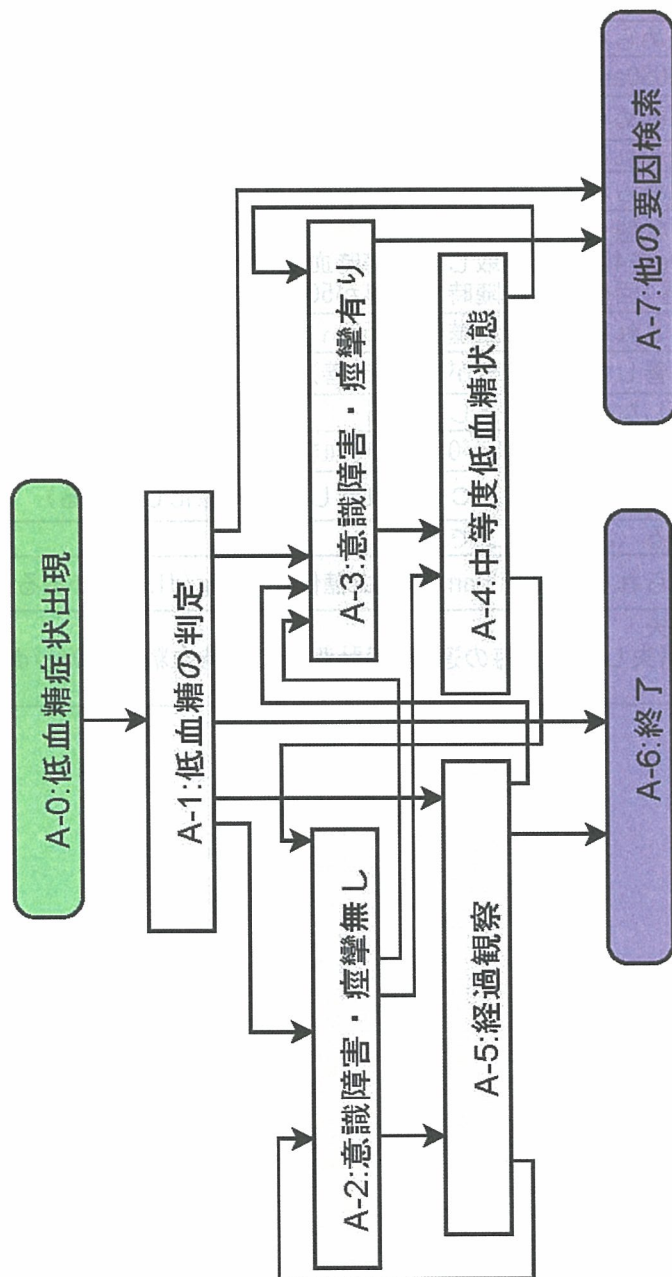 A-0:低血糖症状出現
A-1:低血糖の判定
A-2:意識障害・痙攣無し
A-3:意識障害・痙攣有り
A-5:経過観察
A-4:中等度低血糖状態
A-6:終了
A-7:他の要因検索